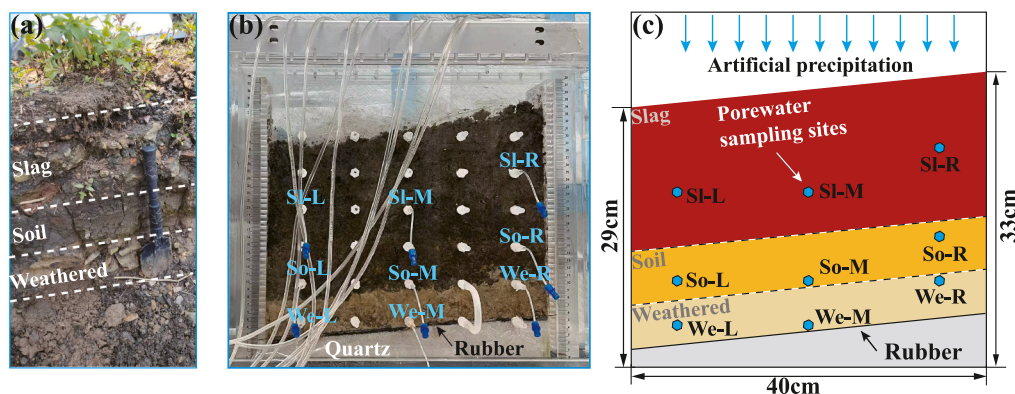 (a)
Slag
Soil
Weathered
(b)
Sl-R
Sl-L
Sl-M
So-R
So-L
So-M
We-R
We-L
We-M
Quartz
Rubber
(c)
Artificial precipitation
Slag
Porewater
sampling sites
Sl-R
Sl-L
Sl-M
29cm
33cm
Soil
So-R
So-L
So-M
Weathered
We-R
We-L
We-M
Rubber
40cm